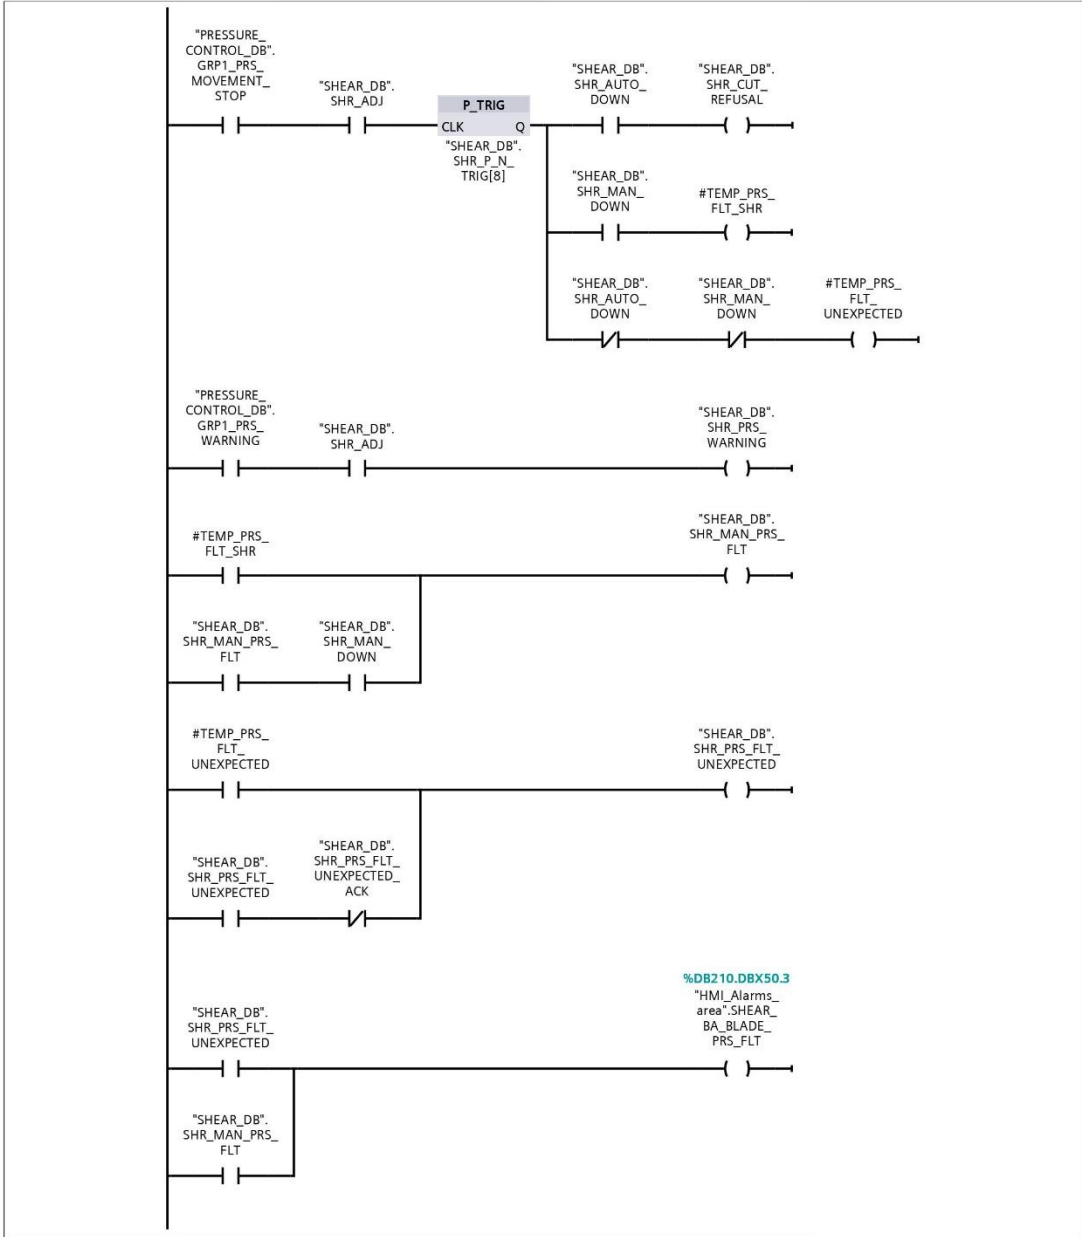 "PRESSURE_
CONTROL_DB".
GRP1_PRS_
MOVEMENT_
STOP
"SHEAR_DB".
SHR_ADJ
P_TRIG
CLK Q
"SHEAR_DB".
SHR_P_N_
TRIG[8]
"SHEAR_DB".
SHR_AUTO_
DOWN
"SHEAR_DB".
SHR_CUT_
REFUSAL
"SHEAR_DB".
SHR_MAN_
DOWN
#TEMP_PRS_
FLT_SHR
"SHEAR_DB".
SHR_AUTO_
DOWN
"SHEAR_DB".
SHR_MAN_
DOWN
#TEMP_PRS_
FLT_
UNEXPECTED
"PRESSURE_
CONTROL_DB".
GRP1_PRS_
WARNING
"SHEAR_DB".
SHR_ADJ
"SHEAR_DB".
SHR_PRS_
WARNING
#TEMP_PRS_
FLT_SHR
"SHEAR_DB".
SHR_MAN_PRS_
FLT
"SHEAR_DB".
SHR_MAN_PRS_
FLT
"SHEAR_DB".
SHR_MAN_
DOWN
#TEMP_PRS_
FLT_
UNEXPECTED
"SHEAR_DB".
SHR_PRS_FLT_
UNEXPECTED
"SHEAR_DB".
SHR_PRS_FLT_
UNEXPECTED
"SHEAR_DB".
SHR_PRS_FLT_
UNEXPECTED_
ACK
"SHEAR_DB".
SHR_PRS_FLT_
UNEXPECTED
%DB210.DBX50.3
"HMI_Alarms_
area".SHEAR_
BA_BLADE_
PRS_FLT
"SHEAR_DB".
SHR_MAN_PRS_
FLT